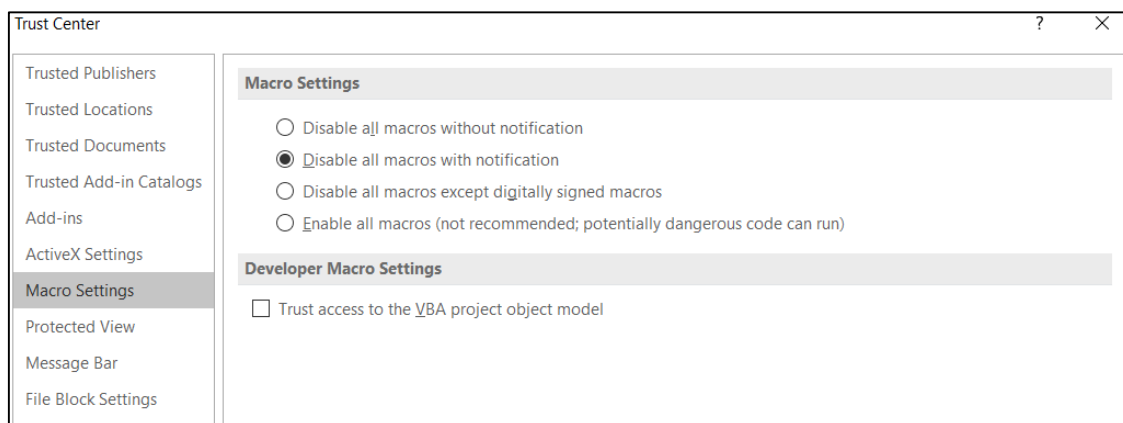 Trust Center
?
Trusted Publishers
Trusted Locations
Trusted Documents
Trusted Add-in Catalogs
Add-ins
ActiveX Settings
Macro Settings
Protected View
Message Bar
File Block Settings
Macro Settings
Disable all macros without notification
Disable all macros with notification
Disable all macros except digitally signed macros
Enable all macros (not recommended; potentially dangerous code can run)
Developer Macro Settings
Trust access to the VBA project object model